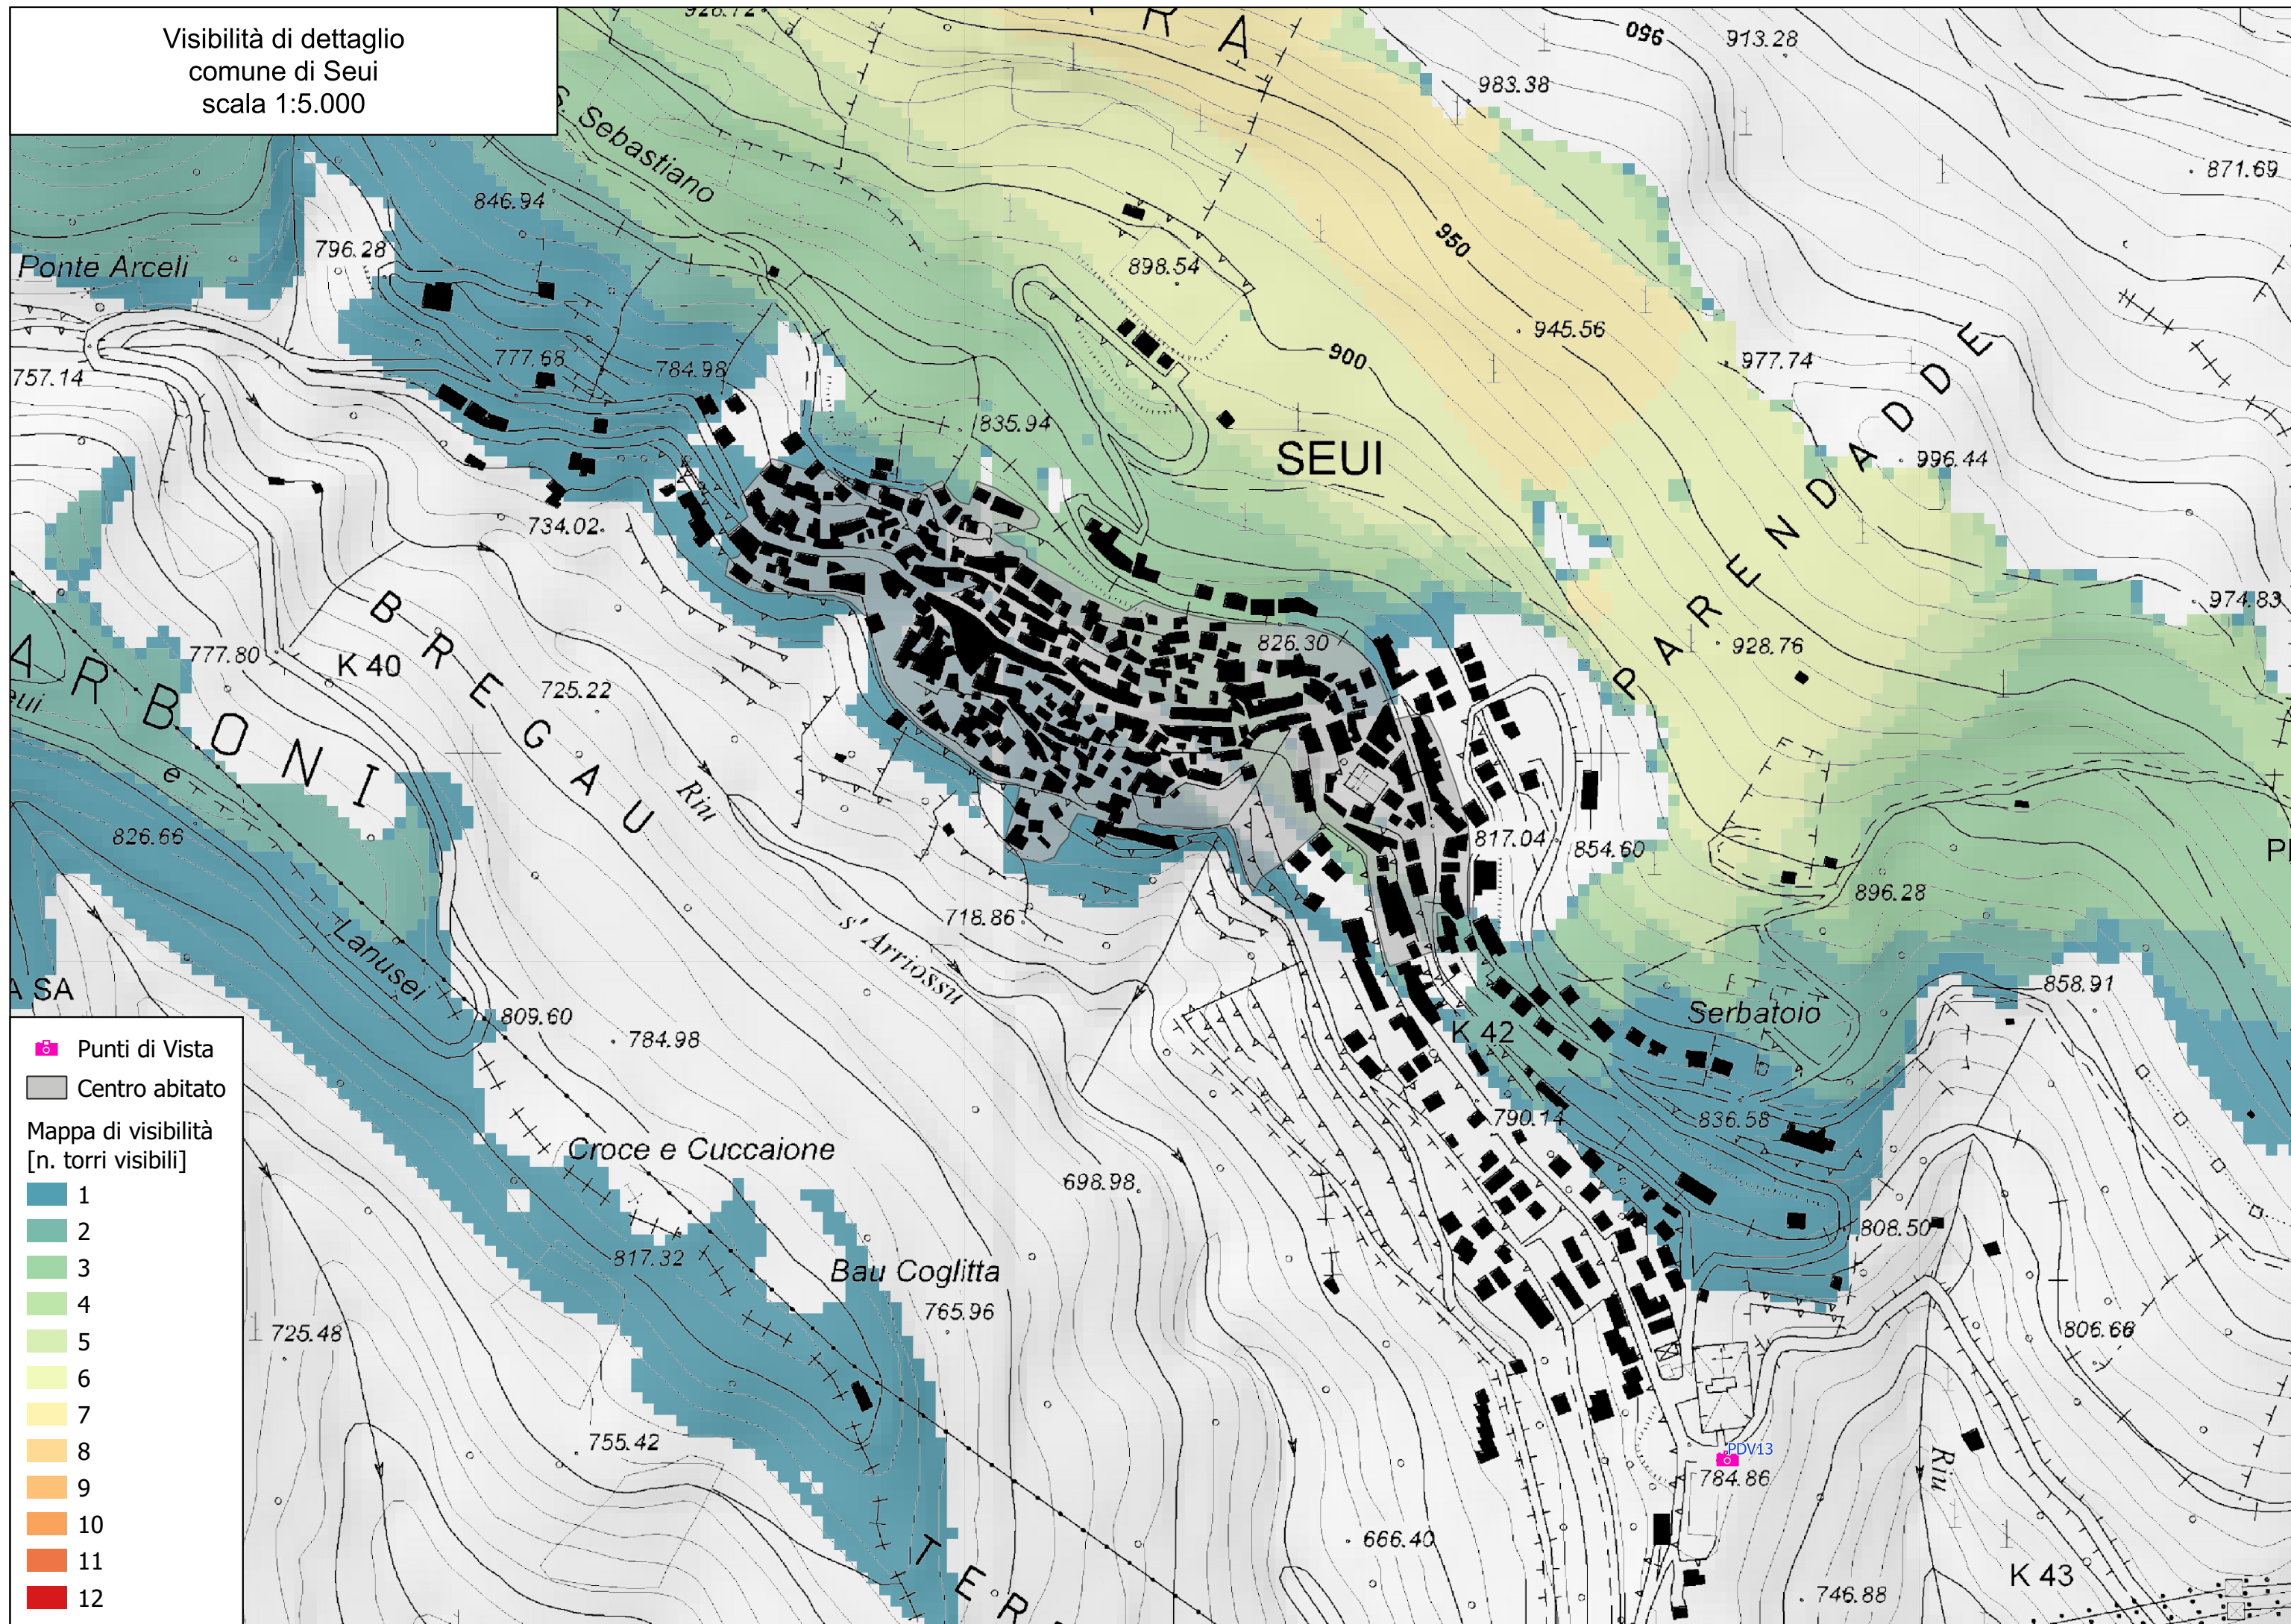 Visibilità di dettaglio
comune di Seui
scala 1:5.000
R A
950
913.28
983.38
871.69
S. Sebastiano
846.94
796.28
Ponte Arceli
898.54
950
945.56
977.74
900
777.68
784.98
757.14
835.94
SEUI
996.44
PARENDADDE
734.02
974.83
BREGAU
826.30
928.76
777.80
K 40
725.22
ARBONI
Riu
e
826.66
817.04
854.60
896.28
718.86
s' Arriossu
Lanusei
A SA
858.91
Serbatoio
809.60
784.98
K 42
790.14
836.58
Croce e Cuccaione
698.98
808.50
817.32
Bau Coglitta
765.96
725.48
806.66
755.42
PDV13
784.86
Riu
666.40
K 43
746.88
TER
Punti di Vista
Centro abitato
Mappa di visibilità
[n. torri visibili]
1
2
3
4
5
6
7
8
9
10
11
12